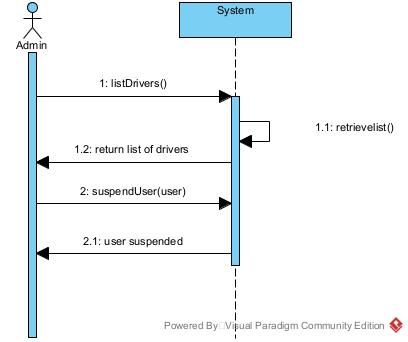 System
Admin
1: listDrivers()
1.1: retrievelist()
1.2: return list of drivers
2: suspendUser(user)
2.1: user suspended
Powered By Visual Paradigm Community Edition